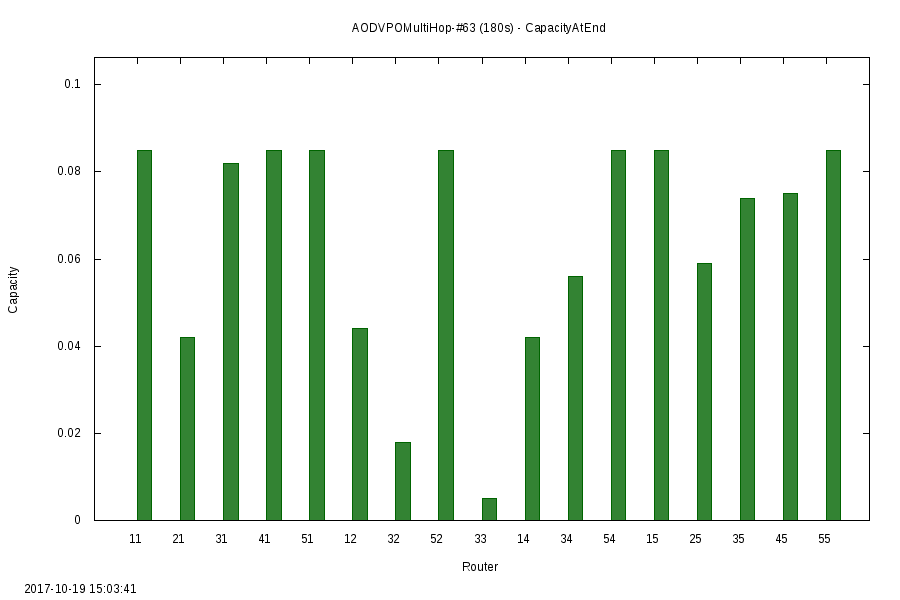 AODVPOMultiHop-#63 (180s) - CapacityAtEnd
0.1
0.08
0.06
0.04
0.02
0
Capacity
11 21 31 41 51 12 32 52 33 14 34 54 15 25 35 45 55
Router
2017-10-19 15:03:41